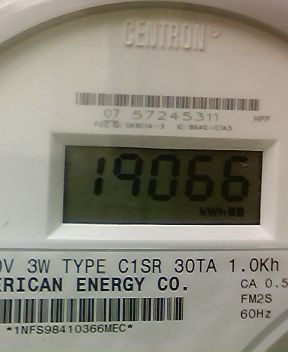 CENTRON®
07 57245311
HPP
19066
kWh
V 3W TYPE C1SR 30TA 1.0Kh
ERICAN ENERGY CO.
CA 0.5
FM2S
60Hz
*1NFS98410366MEC*